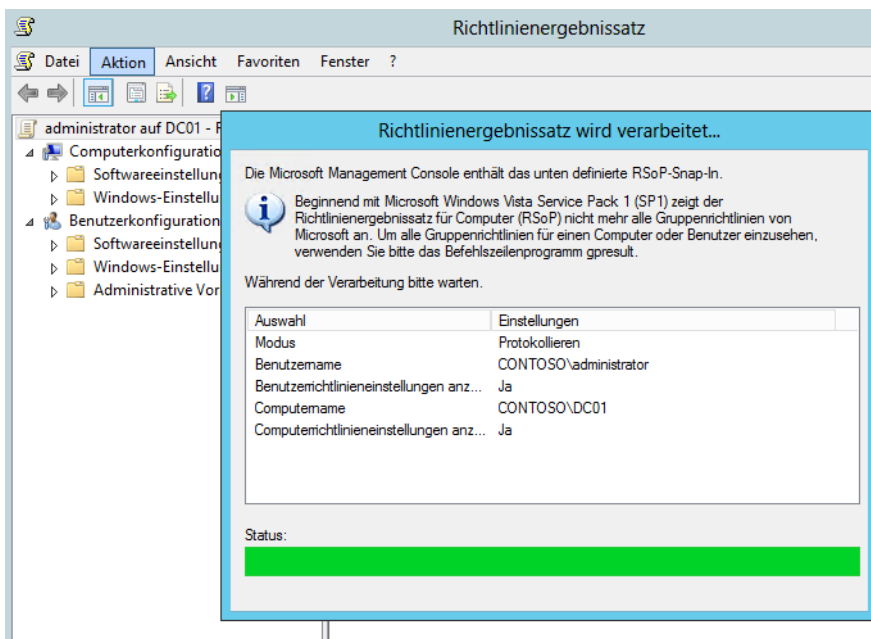 Richtlinienergebnissatz
Datei Aktion Ansicht Favoriten Fenster ?
administrator auf DC01 - R
Computerkonfiguratio
Softwareeinstellun
Windows-Einstellu
Benutzerkonfiguration
Softwareeinstellun
Windows-Einstellu
Administrative Vor
Richtlinienergebnissatz wird verarbeitet...
Die Microsoft Management Console enthält das unten definierte RSoP-Snap-In.
Beginnend mit Microsoft Windows Vista Service Pack 1 (SP1) zeigt der
Richtlinienergebnissatz für Computer (RSoP) nicht mehr alle Gruppenrichtlinien von
Microsoft an. Um alle Gruppenrichtlinien für einen Computer oder Benutzer einzusehen,
verwenden Sie bitte das Befehlszeilenprogramm gpresult.
Während der Verarbeitung bitte warten.
Auswahl Einstellungen
Modus Protokollieren
Benutzername CONTOSO\administrator
Benutzerrichtlinieneinstellungen anz... Ja
Computername CONTOSO\DC01
Computerrichtlinieneinstellungen anz... Ja
Status: